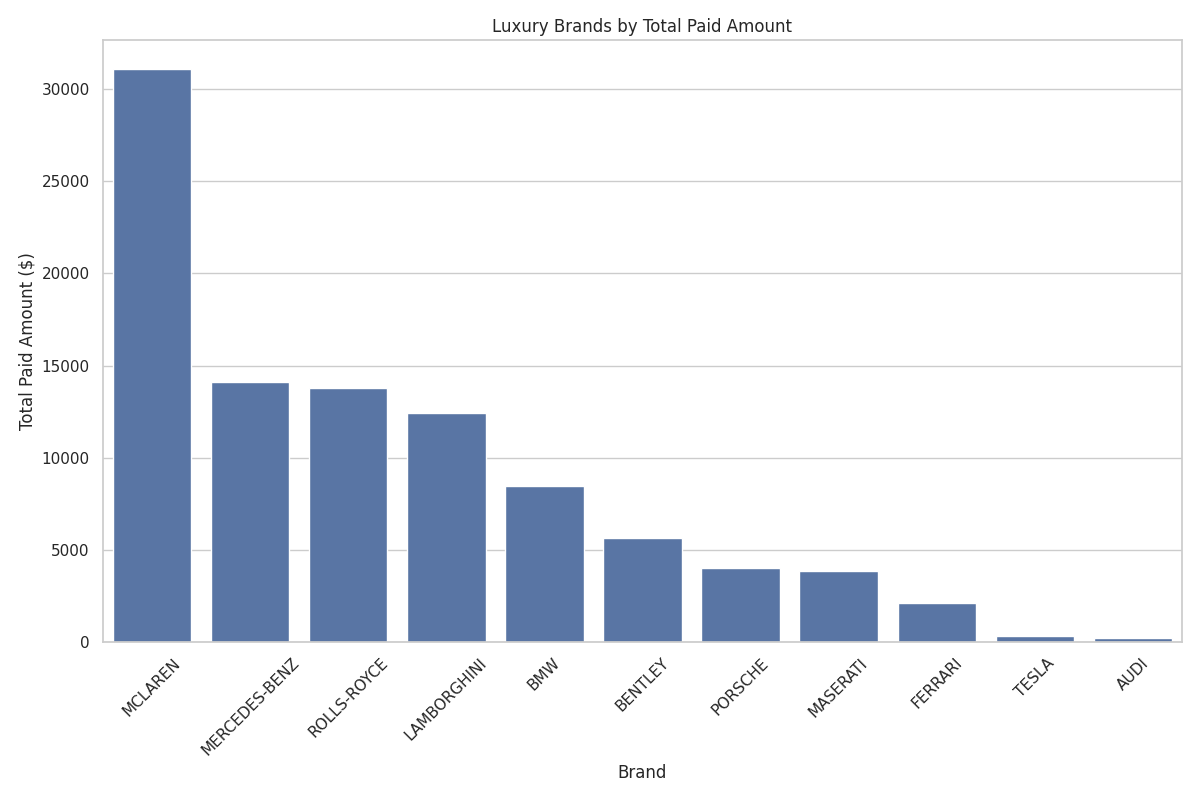 Luxury Brands by Total Paid Amount
Total Paid Amount ($)
30000
25000
20000
15000
10000
5000
0
MCLAREN
MERCEDES-BENZ
ROLLS-ROYCE
LAMBORGHINI
BMW
BENTLEY
PORSCHE
MASERATI
FERRARI
TESLA
AUDI
Brand